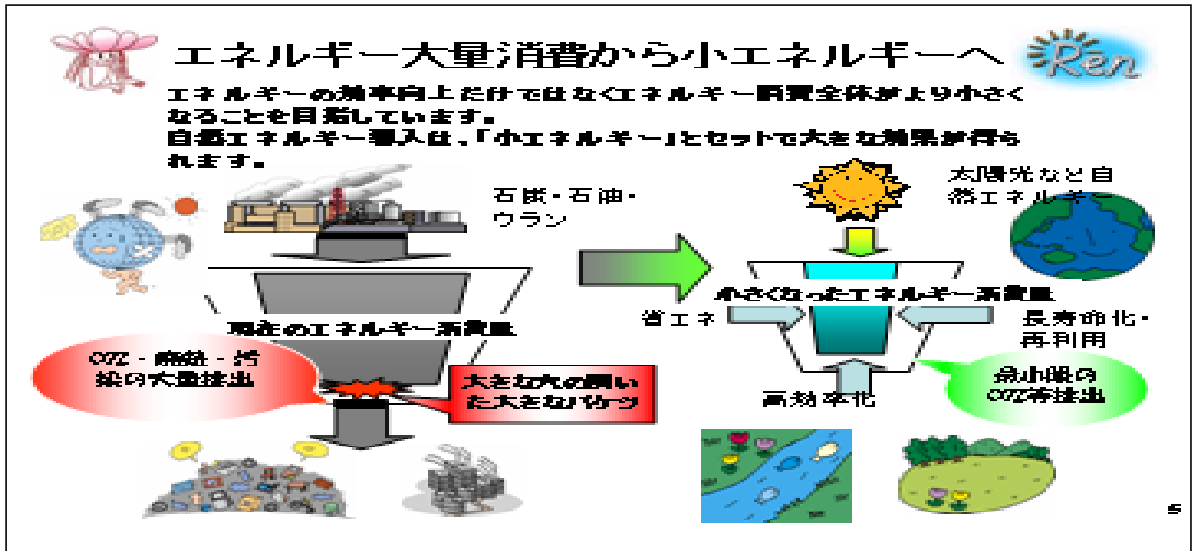 エネルギー大量消費から小エネルギーへ
Ren
エネルギーの効率向上だけではなくエネルギー消費全体がより小さく
なることを目指しています。
自然エネルギー導入は、「小エネルギー」とセットで大きな効果が得ら
れます。
石炭・石油・
ウラン
太陽光など自
然エネルギー
現在のエネルギー消費量
小さくなったエネルギー消費量
省エネ
長寿命化・
再利用
高効率化
CO2・廃熱・汚
染の大量排出
大きな穴の開い
た大きなバケツ
最小限の
CO2等排出
5